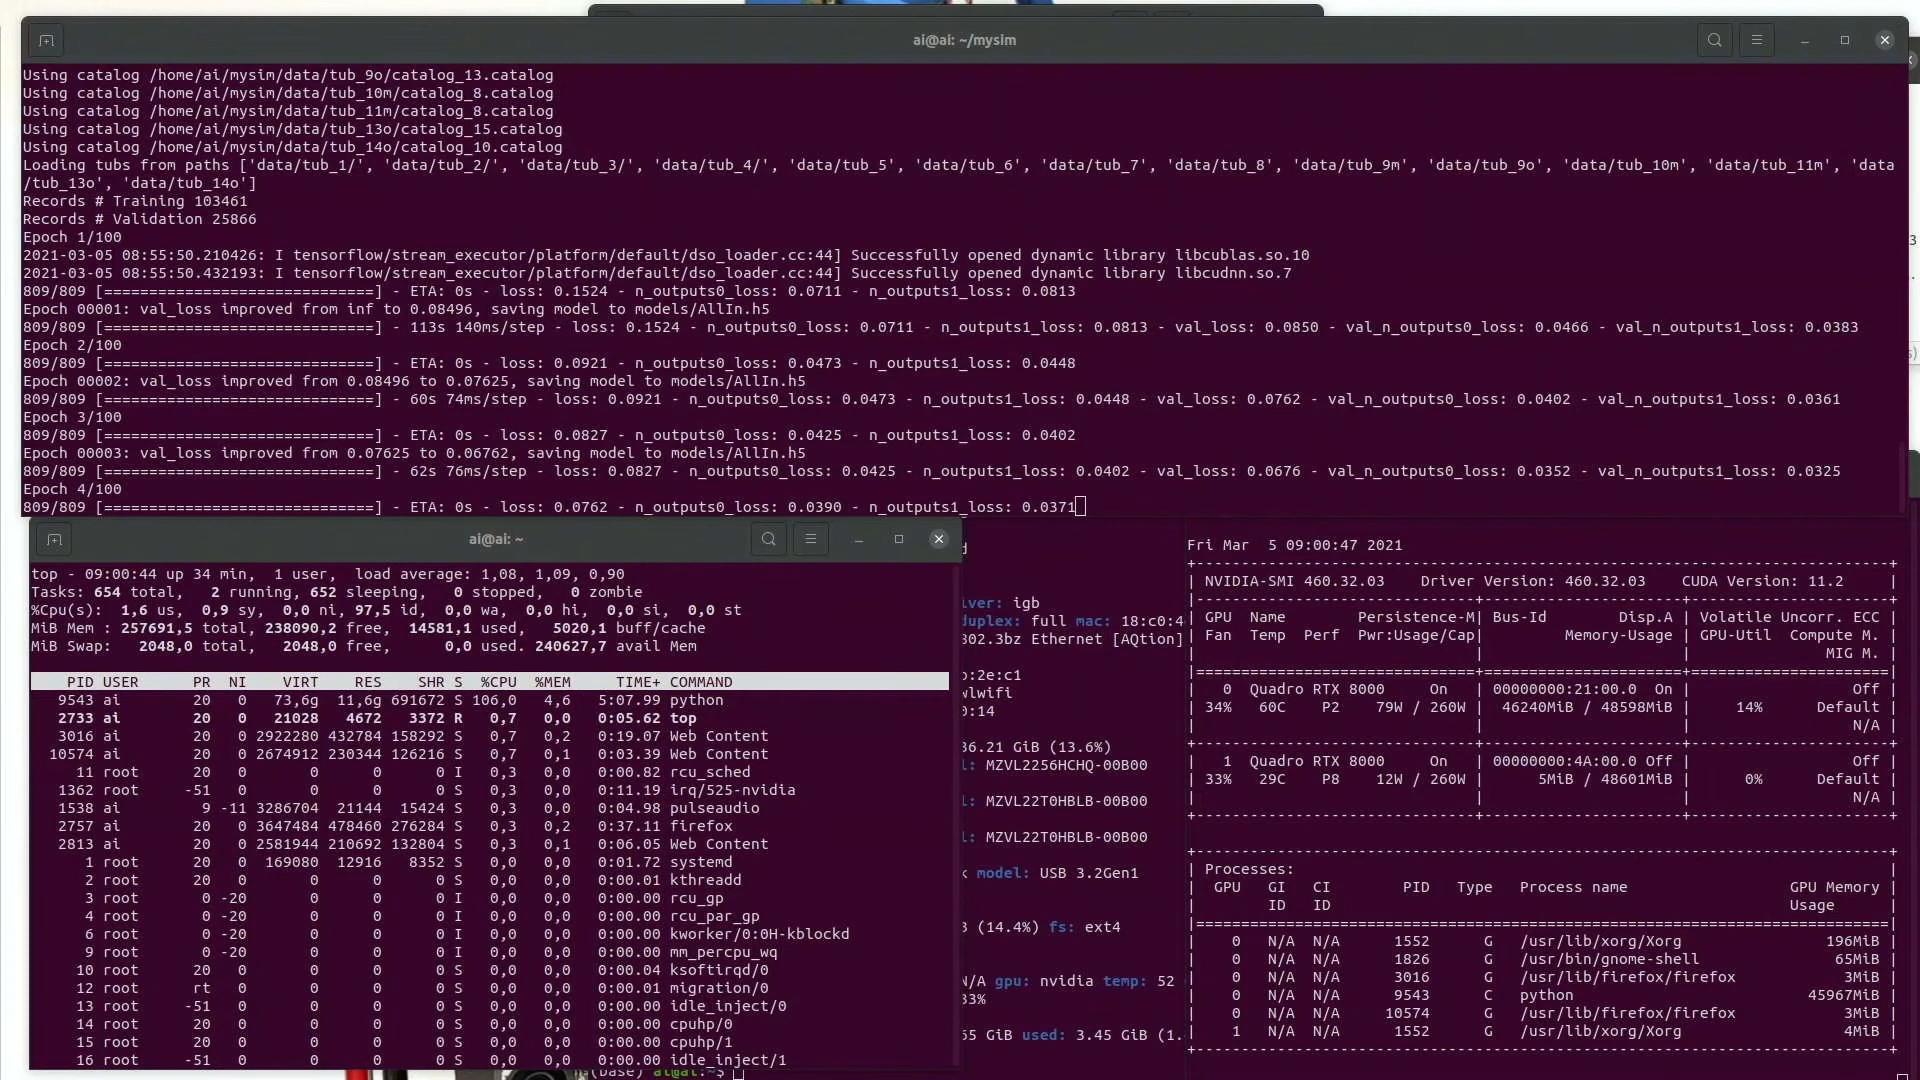 ai@ai: ~/mysim
Using catalog /home/ai/mysim/data/tub_9o/catalog_13.catalog
Using catalog /home/ai/mysim/data/tub_10m/catalog_8.catalog
Using catalog /home/ai/mysim/data/tub_11m/catalog_8.catalog
Using catalog /home/ai/mysim/data/tub_13o/catalog_15.catalog
Using catalog /home/ai/mysim/data/tub_14o/catalog_10.catalog
Loading tubs from paths ['data/tub_1/', 'data/tub_2/', 'data/tub_3/', 'data/tub_4/', 'data/tub_5', 'data/tub_6', 'data/tub_7', 'data/tub_8', 'data/tub_9m', 'data/tub_9o', 'data/tub_10m', 'data/tub_11m', 'data
/tub_13o', 'data/tub_14o']
Records # Training 103461
Records # Validation 25866
Epoch 1/100
2021-03-05 08:55:50.210426: I tensorflow/stream_executor/platform/default/dso_loader.cc:44] Successfully opened dynamic library libcublas.so.10
2021-03-05 08:55:50.432193: I tensorflow/stream_executor/platform/default/dso_loader.cc:44] Successfully opened dynamic library libcudnn.so.7
809/809 [==============================] - ETA: 0s - loss: 0.1524 - n_outputs0_loss: 0.0711 - n_outputs1_loss: 0.0813
Epoch 00001: val_loss improved from inf to 0.08496, saving model to models/AllIn.h5
809/809 [==============================] - 113s 140ms/step - loss: 0.1524 - n_outputs0_loss: 0.0711 - n_outputs1_loss: 0.0813 - val_loss: 0.0850 - val_n_outputs0_loss: 0.0466 - val_n_outputs1_loss: 0.0383
Epoch 2/100
809/809 [==============================] - ETA: 0s - loss: 0.0921 - n_outputs0_loss: 0.0473 - n_outputs1_loss: 0.0448
Epoch 00002: val_loss improved from 0.08496 to 0.07625, saving model to models/AllIn.h5
809/809 [==============================] - 60s 74ms/step - loss: 0.0921 - n_outputs0_loss: 0.0473 - n_outputs1_loss: 0.0448 - val_loss: 0.0762 - val_n_outputs0_loss: 0.0402 - val_n_outputs1_loss: 0.0361
Epoch 3/100
809/809 [==============================] - ETA: 0s - loss: 0.0827 - n_outputs0_loss: 0.0425 - n_outputs1_loss: 0.0402
Epoch 00003: val_loss improved from 0.07625 to 0.06762, saving model to models/AllIn.h5
809/809 [==============================] - 62s 76ms/step - loss: 0.0827 - n_outputs0_loss: 0.0425 - n_outputs1_loss: 0.0402 - val_loss: 0.0676 - val_n_outputs0_loss: 0.0352 - val_n_outputs1_loss: 0.0325
Epoch 4/100
809/809 [==============================] - ETA: 0s - loss: 0.0762 - n_outputs0_loss: 0.0390 - n_outputs1_loss: 0.0371
ai@ai: ~
top - 09:00:44 up 34 min, 1 user, load average: 1,08, 1,09, 0,90
Tasks: 654 total, 2 running, 652 sleeping, 0 stopped, 0 zombie
%Cpu(s): 1,6 us, 0,9 sy, 0,0 ni, 97,5 id, 0,0 wa, 0,0 hi, 0,0 si, 0,0 st
MiB Mem : 257691,5 total, 238090,2 free, 14581,1 used, 5020,1 buff/cache
MiB Swap: 2048,0 total, 2048,0 free, 0,0 used. 240627,7 avail Mem
PID USER PR NI VIRT RES SHR S %CPU %MEM TIME+ COMMAND
9543 ai 20 0 73,6g 11,6g 691672 S 106,0 4,6 5:07.99 python
2733 ai 20 0 21028 4672 3372 R 0,7 0,0 0:05.62 top
3016 ai 20 0 2922280 432784 158292 S 0,7 0,2 0:19.07 Web Content
10574 ai 20 0 2674912 230344 126216 S 0,7 0,1 0:03.39 Web Content
11 root 20 0 0 0 0 I 0,3 0,0 0:00.82 rcu_sched
1362 root -51 0 0 0 0 S 0,3 0,0 0:11.19 irq/525-nvidia
1538 ai 9 -11 3286704 21144 15424 S 0,3 0,0 0:04.98 pulseaudio
2757 ai 20 0 3647484 478460 276284 S 0,3 0,2 0:37.11 firefox
2813 ai 20 0 2581944 210692 132804 S 0,3 0,1 0:06.05 Web Content
1 root 20 0 169080 12916 8352 S 0,0 0,0 0:01.72 systemd
2 root 20 0 0 0 0 S 0,0 0,0 0:00.01 kthreadd
3 root 0 -20 0 0 0 I 0,0 0,0 0:00.00 rcu_gp
4 root 0 -20 0 0 0 I 0,0 0,0 0:00.00 rcu_par_gp
6 root 0 -20 0 0 0 I 0,0 0,0 0:00.00 kworker/0:0H-kblockd
9 root 0 -20 0 0 0 I 0,0 0,0 0:00.00 mm_percpu_wq
10 root 20 0 0 0 0 S 0,0 0,0 0:00.04 ksoftirqd/0
12 root rt 0 0 0 0 S 0,0 0,0 0:00.01 migration/0
13 root -51 0 0 0 0 S 0,0 0,0 0:00.00 idle_inject/0
14 root 20 0 0 0 0 S 0,0 0,0 0:00.00 cpuhp/0
15 root 20 0 0 0 0 S 0,0 0,0 0:00.00 cpuhp/1
16 root -51 0 0 0 0 S 0,0 0,0 0:00.00 idle_inject/1
iver: igb
duplex: full mac: 18:c0:4
802.3bz Ethernet [AQtion]
:2e:c1
wlwifi
0:14
36.21 GiB (13.6%)
: MZVL2256HCHQ-00B00
: MZVL22T0HBLB-00B00
: MZVL22T0HBLB-00B00
k model: USB 3.2Gen1
(14.4%) fs: ext4
N/A gpu: nvidia temp: 52
33%
65 GiB used: 3.45 GiB (1.
(base) ai@ai:~$
Fri Mar 5 09:00:47 2021
NVIDIA-SMI 460.32.03 Driver Version: 460.32.03 CUDA Version: 11.2
GPU Name Persistence-M| Bus-Id Disp.A | Volatile Uncorr. ECC
Fan Temp Perf Pwr:Usage/Cap| Memory-Usage | GPU-Util Compute M.
MIG M.
0 Quadro RTX 8000 On | 00000000:21:00.0 On | Off
34% 60C P2 79W / 260W | 46240MiB / 48598MiB | 14% Default
N/A
1 Quadro RTX 8000 On | 00000000:4A:00.0 Off | Off
33% 29C P8 12W / 260W | 5MiB / 48601MiB | 0% Default
N/A
Processes:
GPU GI CI PID Type Process name GPU Memory
ID ID Usage
0 N/A N/A 1552 G /usr/lib/xorg/Xorg 196MiB
0 N/A N/A 1826 G /usr/bin/gnome-shell 65MiB
0 N/A N/A 3016 G /usr/lib/firefox/firefox 3MiB
0 N/A N/A 9543 C python 45967MiB
0 N/A N/A 10574 G /usr/lib/firefox/firefox 3MiB
1 N/A N/A 1552 G /usr/lib/xorg/Xorg 4MiB